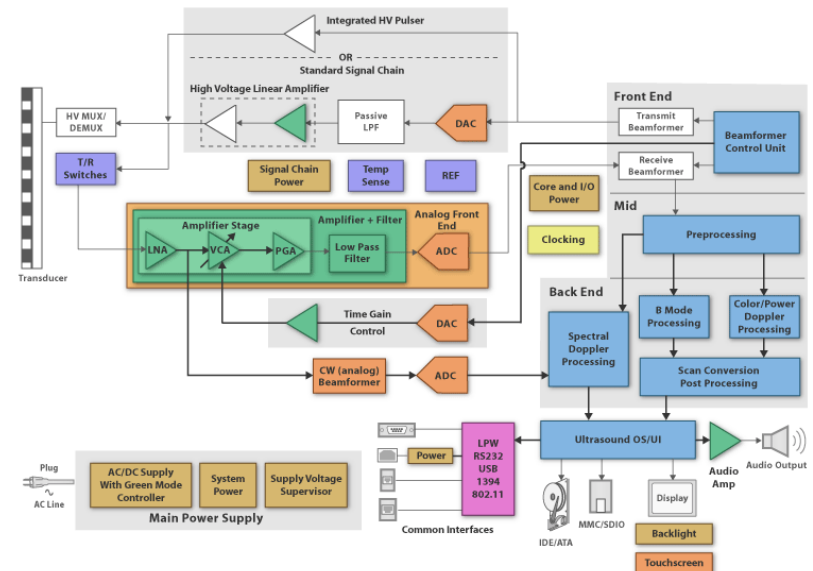 Integrated HV Pulser
OR
Standard Signal Chain
High Voltage Linear Amplifier
HV MUX/
DEMUX
Passive
LPF
DAC
T/R
Switches
Signal Chain
Power
Temp
Sense
REF
Front End
Transmit
Beamformer
Receive
Beamformer
Beamformer
Control Unit
Core and I/O
Power
Clocking
Mid
Preprocessing
Transducer
Amplifier Stage
Amplifier + Filter
Analog Front
End
LNA
VCA
PGA
Low Pass
Filter
ADC
Time Gain
Control
DAC
CW (analog)
Beamformer
ADC
Back End
Spectral
Doppler
Processing
B Mode
Processing
Color/Power
Doppler
Processing
Scan Conversion
Post Processing
Ultrasound OS/UI
Audio
Amp
Audio Output
LPW
RS232
USB
1394
802.11
Power
Common Interfaces
IDE/ATA
MMC/SDIO
Display
Backlight
Touchscreen
Plug
AC Line
AC/DC Supply
With Green Mode
Controller
System
Power
Supply Voltage
Supervisor
Main Power Supply